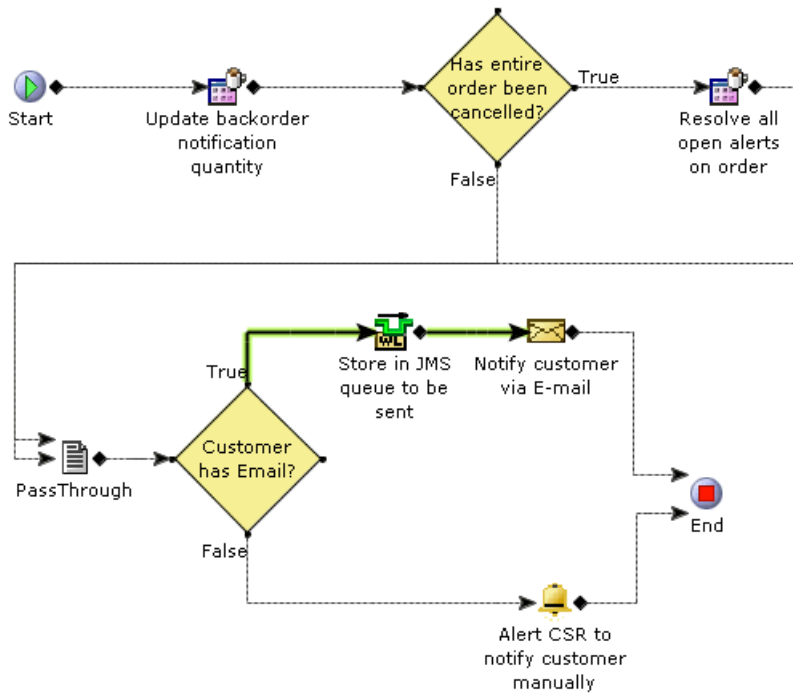 Has entire
order been
cancelled?
True
Start
Update backorder
notification
quantity
Resolve all
open alerts
on order
False
WL
True
Store in JMS
queue to be
sent
Notify customer
via E-mail
Customer
has Email?
PassThrough
End
False
Alert CSR to
notify customer
manually